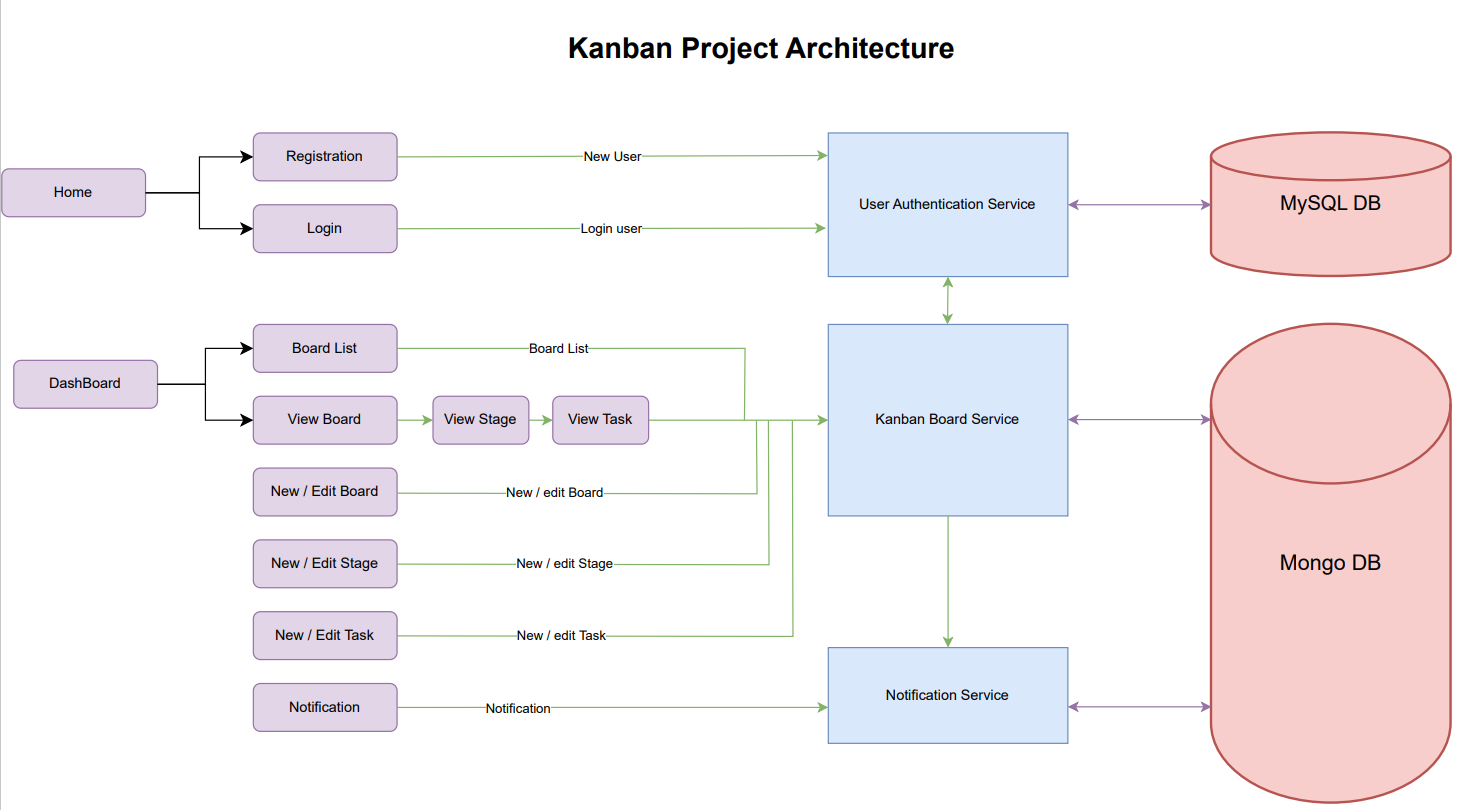 Kanban Project Architecture
Registration
New User
Home
User Authentication Service
MySQL DB
Login
Login user
Board List
Board List
DashBoard
View Board
View Stage
View Task
Kanban Board Service
New / Edit Board
New / edit Board
New / Edit Stage
New / edit Stage
Mongo DB
New / Edit Task
New / edit Task
Notification
Notification
Notification Service